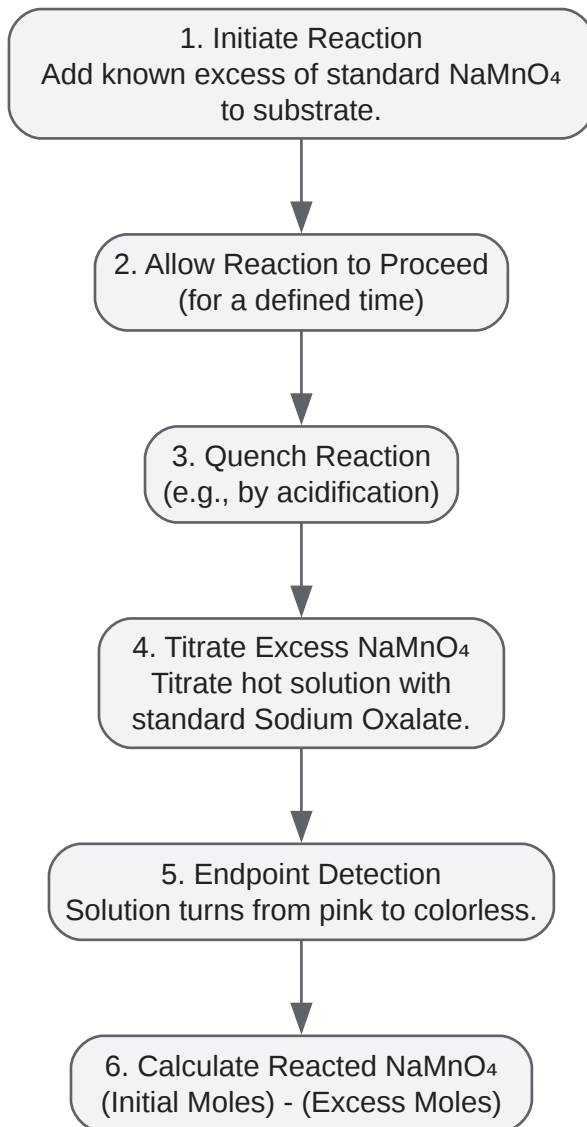 1. Initiate Reaction
Add known excess of standard NaMnO₄
to substrate.
2. Allow Reaction to Proceed
(for a defined time)
3. Quench Reaction
(e.g., by acidification)
4. Titrate Excess NaMnO₄
Titrate hot solution with
standard Sodium Oxalate.
5. Endpoint Detection
Solution turns from pink to colorless.
6. Calculate Reacted NaMnO₄
(Initial Moles) - (Excess Moles)